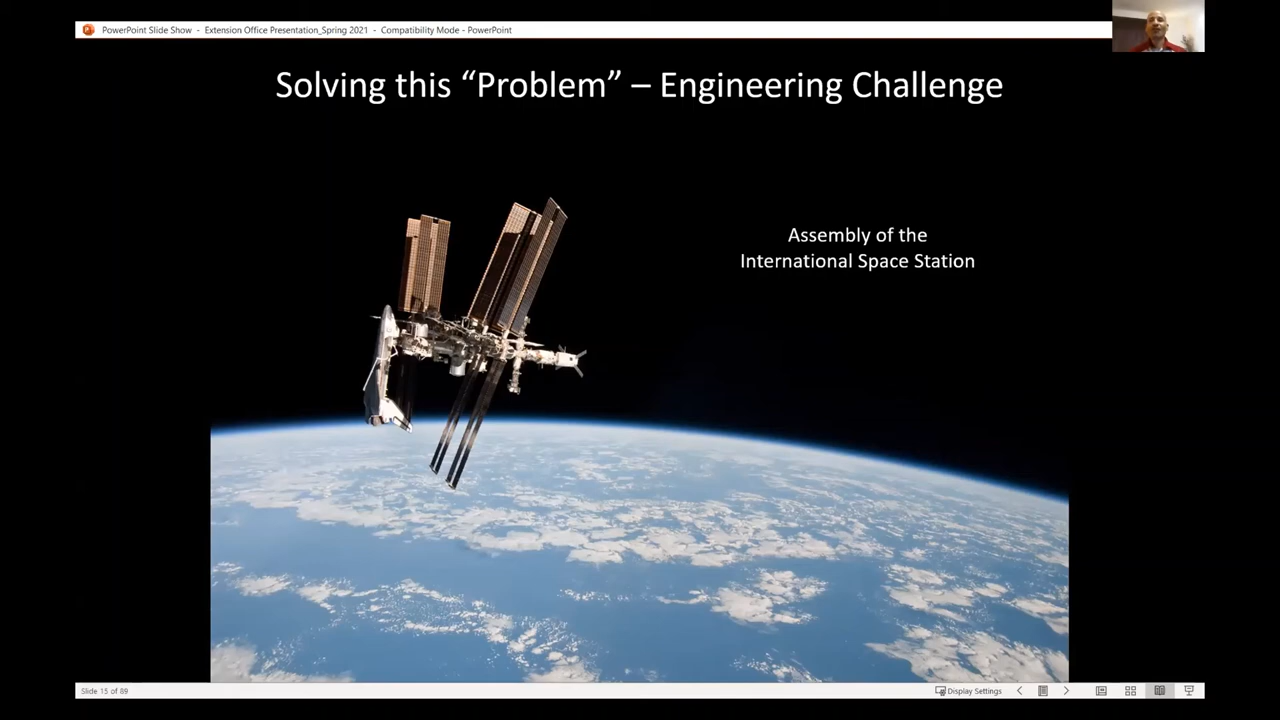 PowerPoint Slide Show - Extension Office Presentation_Spring 2021 - Compatibility Mode - PowerPoint
Solving this “Problem” – Engineering Challenge
Assembly of the
International Space Station
Slide 15 of 89
Display Settings